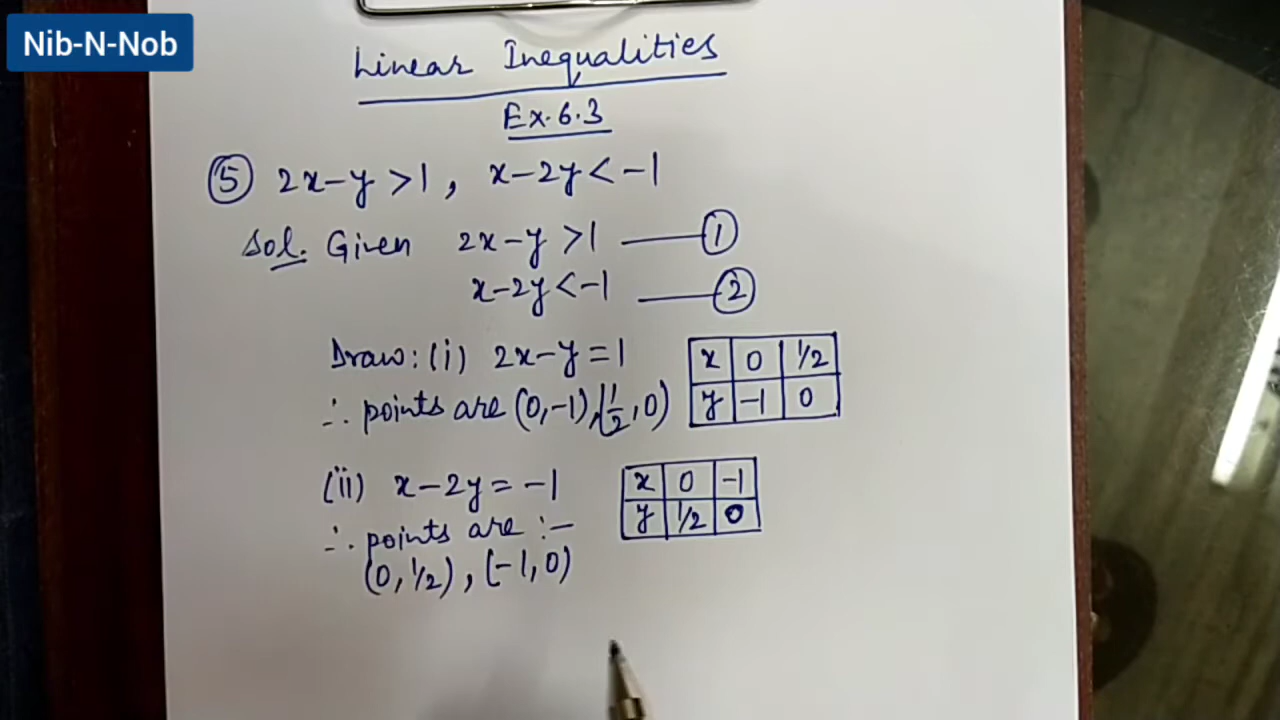 Nib-N-Nob
Linear Inequalities
Ex. 6.3
⑤ 2x-y >1, x-2y < -1
Sol. Given 2x-y >1 —— ①
x-2y < -1 —— ②
Draw: (i) 2x-y = 1
x 0 1/2
y -1 0
∴ points are (0,-1), (1/2, 0)
(ii) x-2y = -1
x 0 -1
y 1/2 0
∴ points are :-
(0, 1/2), (-1, 0)